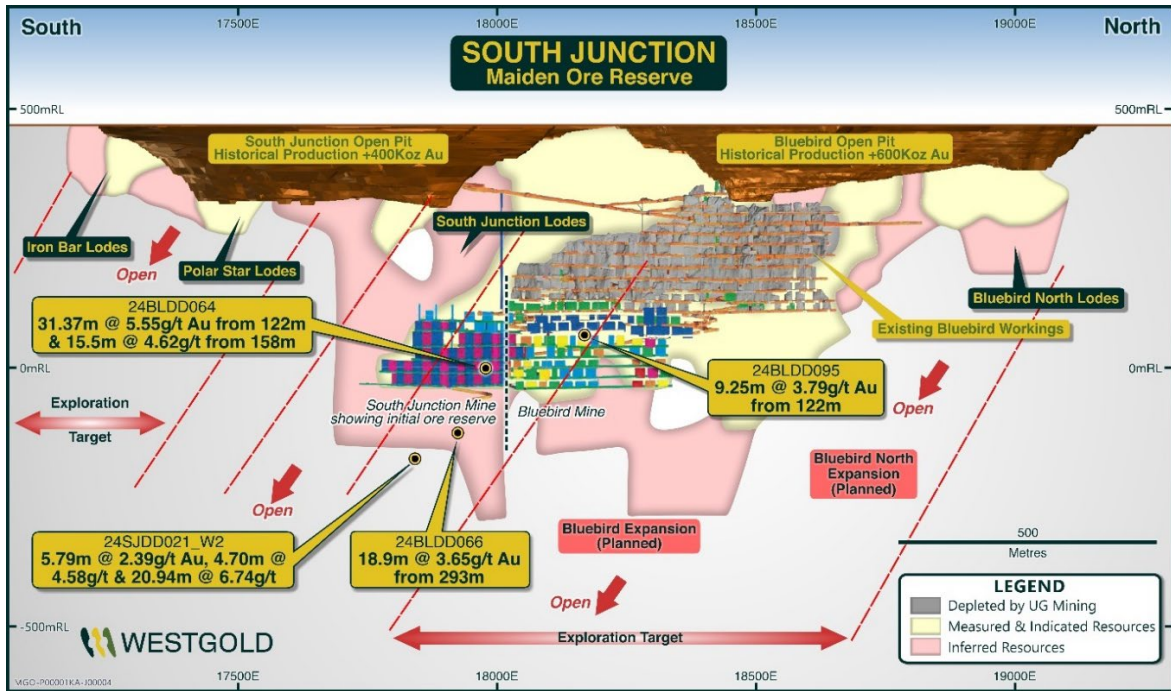 South
17500E
18000E
18500E
19000E
North
SOUTH JUNCTION
Maiden Ore Reserve
500mRL
500mRL
South Junction Open Pit
Historical Production +400Koz Au
Bluebird Open Pit
Historical Production +600Koz Au
Iron Bar Lodes
Open
Polar Star Lodes
South Junction Lodes
Bluebird North Lodes
Existing Bluebird Workings
24BLDD064
31.37m @ 5.55g/t Au from 122m
& 15.5m @ 4.62g/t from 158m
0mRL
0mRL
24BLDD095
9.25m @ 3.79g/t Au
from 122m
Exploration
Target
South Junction Mine
showing initial ore reserve
Bluebird Mine
Open
Bluebird North
Expansion
(Planned)
Open
24SJDD021_W2
5.79m @ 2.39g/t Au, 4.70m @
4.58g/t & 20.94m @ 6.74g/t
24BLDD066
18.9m @ 3.65g/t Au
from 293m
Bluebird Expansion
(Planned)
500
Metres
Open
Exploration Target
LEGEND
Depleted by UG Mining
Measured & Indicated Resources
Inferred Resources
-500mRL
-500mRL
WESTGOLD
WGO-P00001KA-J00004
17500E
18000E
18500E
19000E